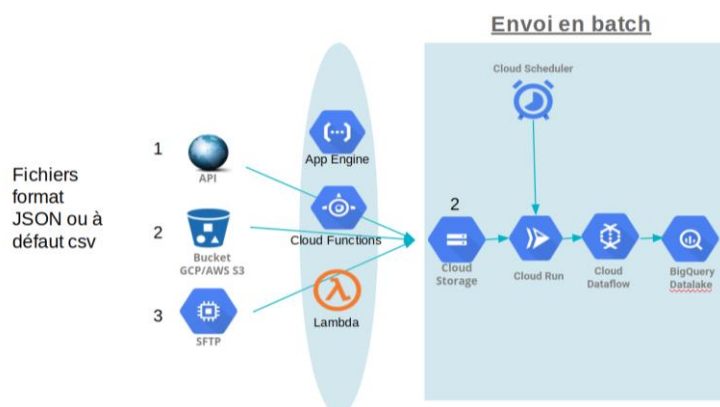 Envoi en batch
Cloud Scheduler
Fichiers
format
JSON ou à
défaut csv
1
API
2
Bucket
GCP/AWS S3
3
SFTP
App Engine
Cloud Functions
Lambda
2
Cloud
Storage
Cloud Run
Cloud
Dataflow
BigQuery
Datalake